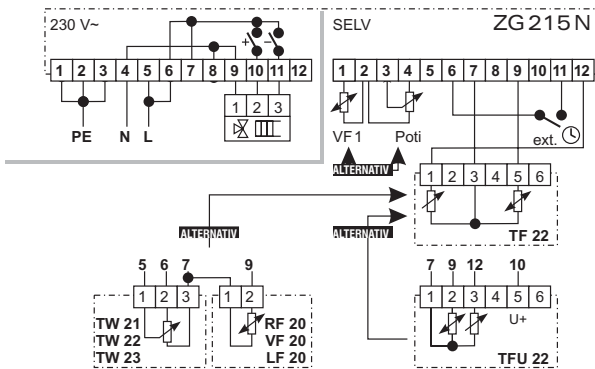 230 V~
SELV
ZG 215 N
+ −
1 2 3 4 5 6 7 8 9 10 11 12
1 2 3 4 5 6 7 8 9 10 11 12
1 2 3
PE N L
VF 1 Poti
ext.
ALTERNATIV
1 2 3 4 5 6
TF 22
ALTERNATIV
ALTERNATIV
5 6 7 9
1 2 3
1 2
TW 21
TW 22
TW 23
RF 20
VF 20
LF 20
7 9 12 10
1 2 3 4 5 6
U+
TFU 22